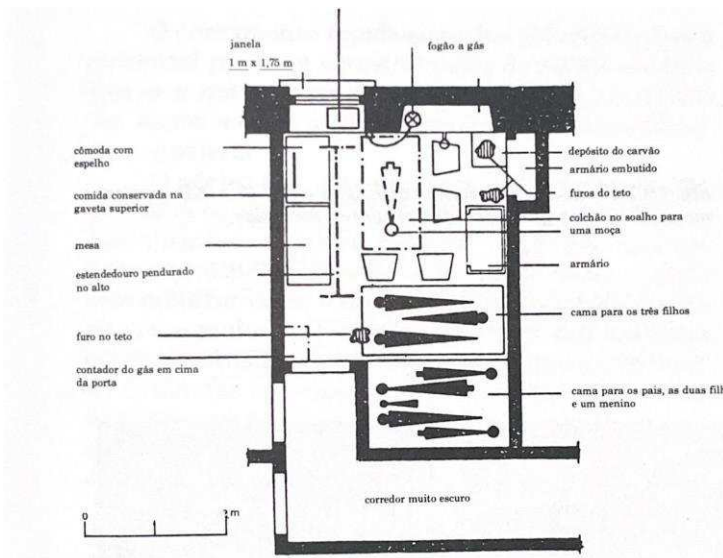 janela
1 m x 1,75 m
fogão a gás
cômoda com
espelho
comida conservada na
gaveta superior
mesa
estendedouro pendurado
no alto
furo no teto
contador do gás em cima
da porta
depósito do carvão
armário embutido
furos do teto
colchão no soalho para
uma moça
armário
cama para os três filhos
cama para os pais, as duas filh
e um menino
corredor muito escuro
0
2 m